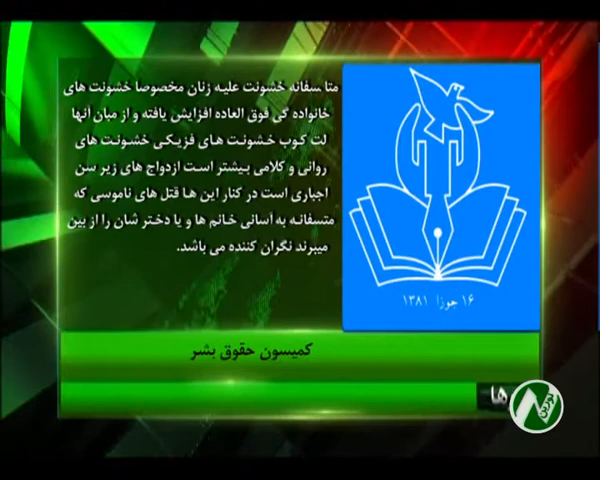 متا سفانه خشونت علیه زنان مخصوصا خشونت های
خانواده گی فوق العاده افزایش یافته و از مبان آنها
لت کوب خشونت های فزیکی خشونت های
روانی و کلامی بیشتر است ازدواج های زیر سن
اجباری است در کنار این ها قتل های ناموسی که
متسفانه به آسانی خانم ها و یا دختر شان را از بین
میبرند نگران کننده می باشد.
۱۶ جوزا ۱۳۸۱
کمیسون حقوق بشر
ها
نورین